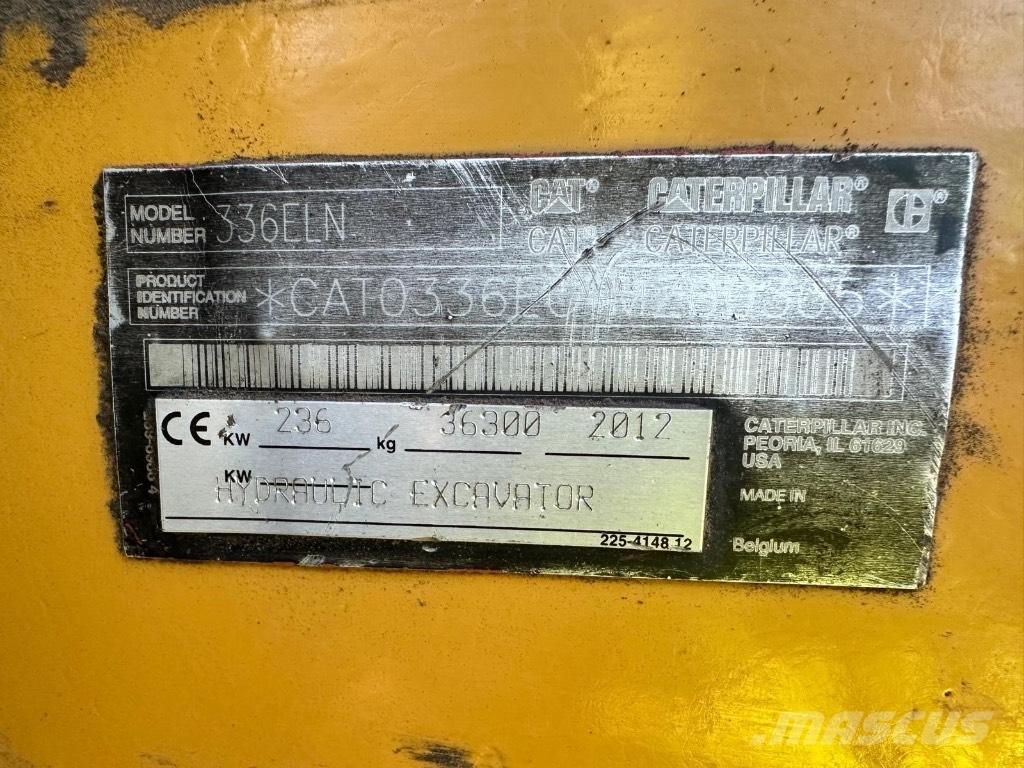 MODEL NUMBER 336ELN
CAT® CATERPILLAR® C®
CAT® CATERPILLAR®
PRODUCT IDENTIFICATION NUMBER
CE KW 236 kg 36300 2012
KW
HYDRAULIC EXCAVATOR
225-4148 12
CATERPILLAR INC.
PEORIA, IL 61629
USA
MADE IN
Belgium
MASCUS